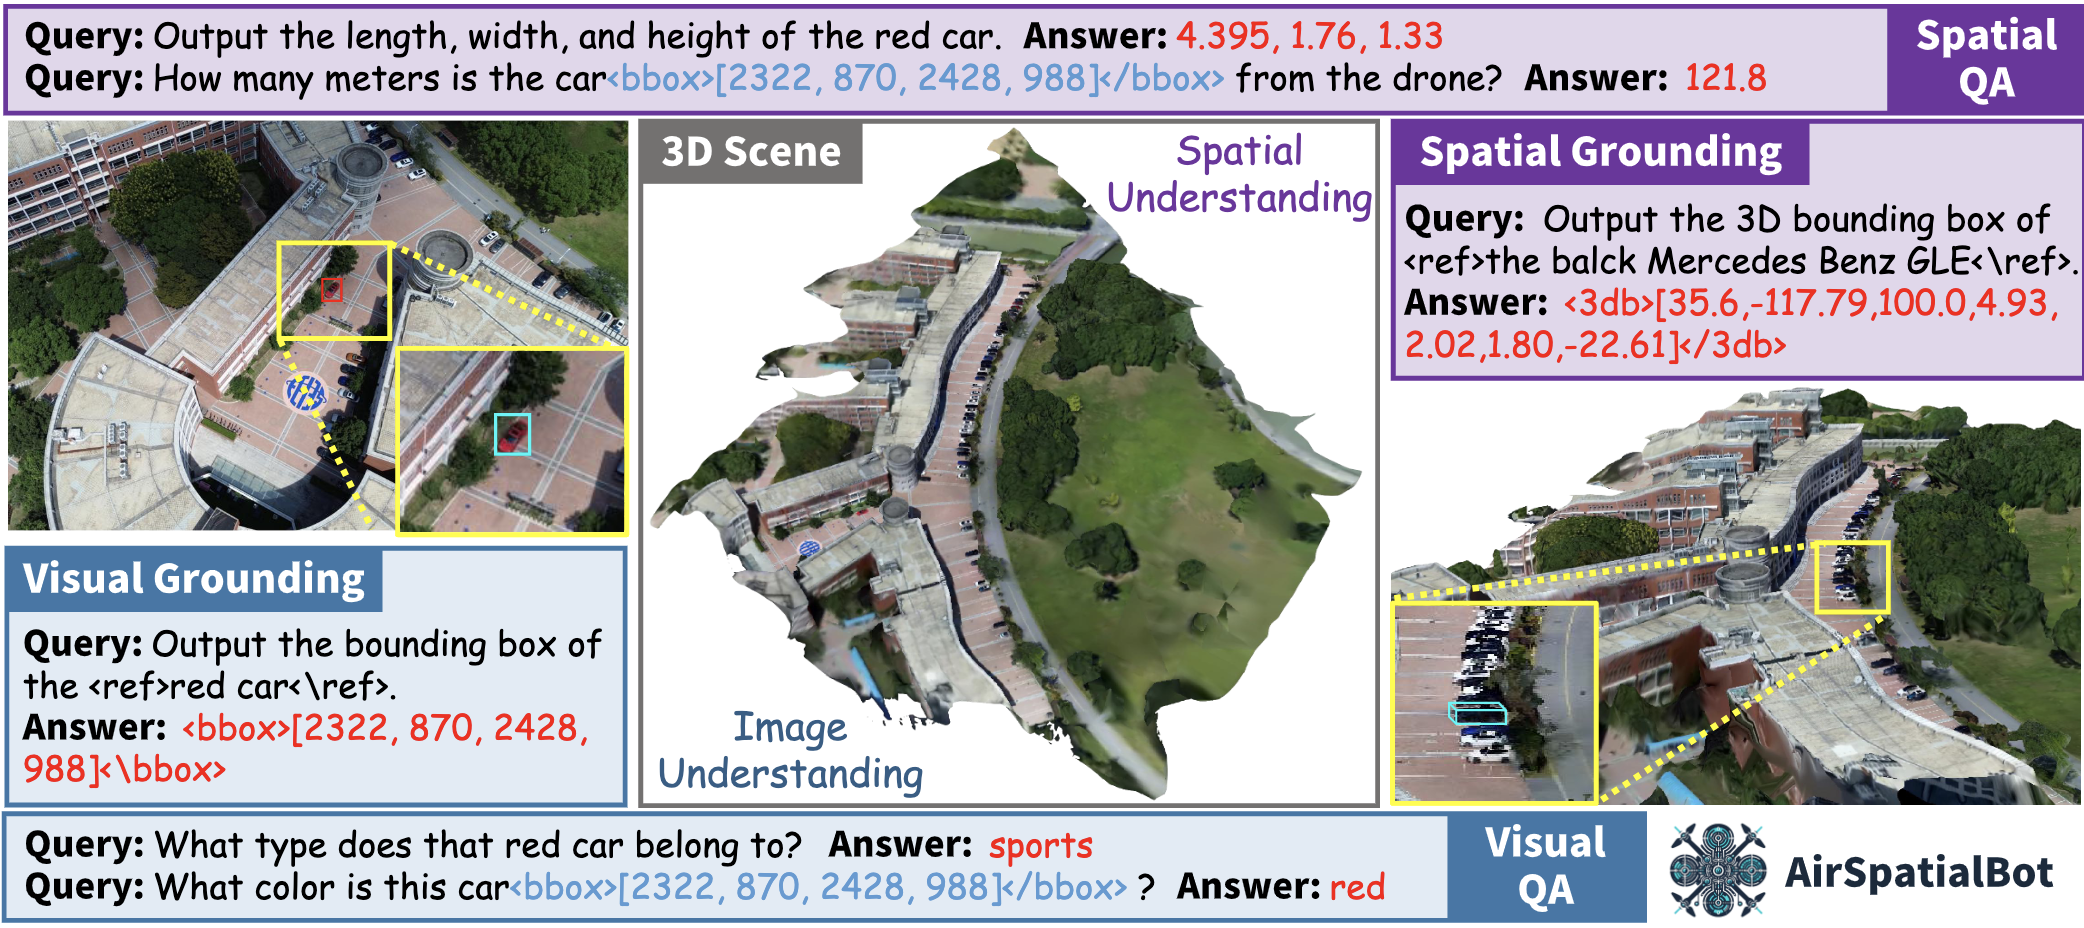 Query: Output the length, width, and height of the red car. Answer: 4.395, 1.76, 1.33
Query: How many meters is the car<bbox>[2322, 870, 2428, 988]</bbox> from the drone? Answer: 121.8
Spatial
QA
3D Scene
Spatial
Understanding
Image
Understanding
Spatial Grounding
Query: Output the 3D bounding box of
<ref>the balck Mercedes Benz GLE<\ref>.
Answer: <3db>[35.6,-117.79,100.0,4.93,
2.02,1.80,-22.61]</3db>
Visual Grounding
Query: Output the bounding box of
the <ref>red car<\ref>.
Answer: <bbox>[2322, 870, 2428,
988]<\bbox>
Query: What type does that red car belong to? Answer: sports
Query: What color is this car<bbox>[2322, 870, 2428, 988]</bbox> ? Answer: red
Visual
QA
AirSpatialBot